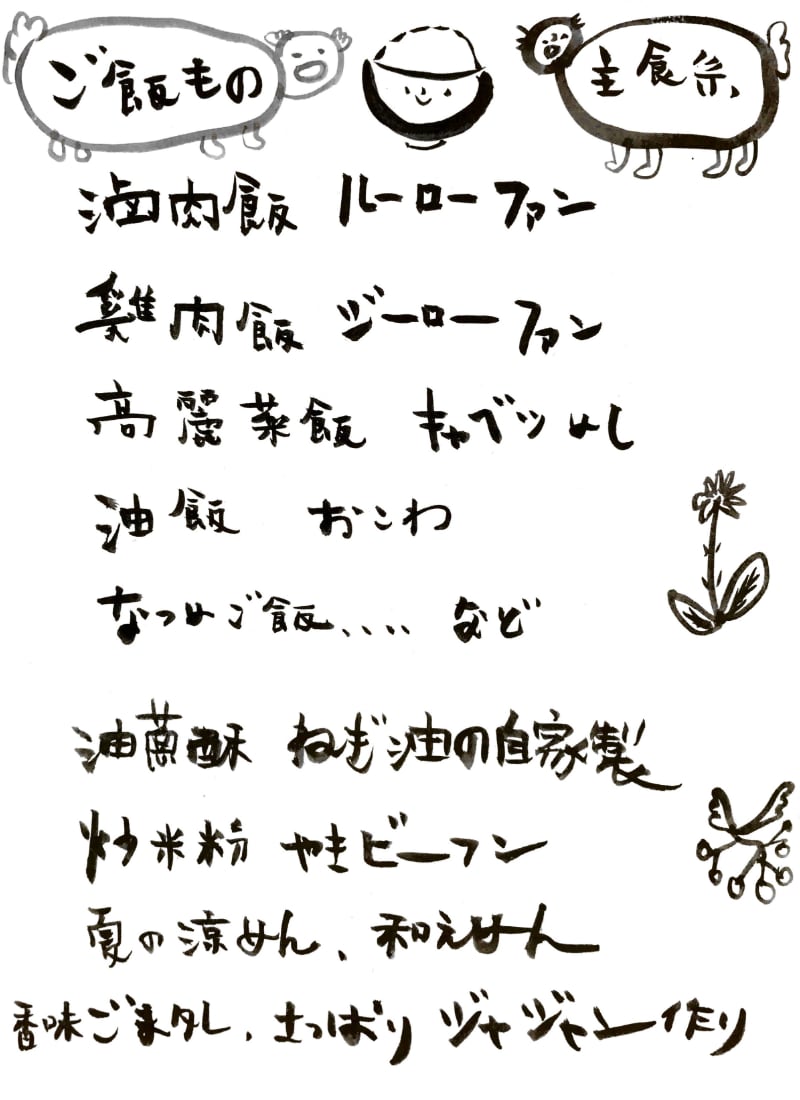 ご飯もの
主食祭
滷肉飯 ルーローファン
雞肉飯 ジーローファン
高麗菜飯 キャベツめし
油飯 おこわ
なつめご飯.... など
油蔥酥 ねぎ油の自家製
炒米粉 やきビーフン
夏の涼めん、和えめん
香味ごまダレ、さっぱり ジャジャン作り